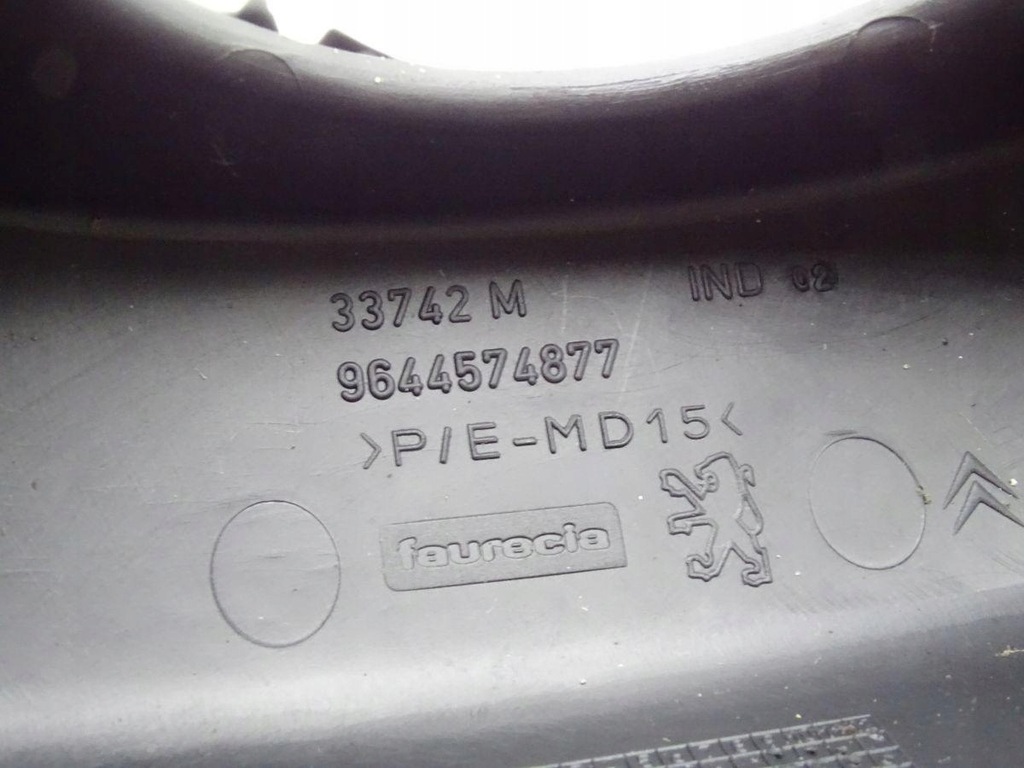 33742 M IND 02
9644574877
>P/E-MD15<
faurecia